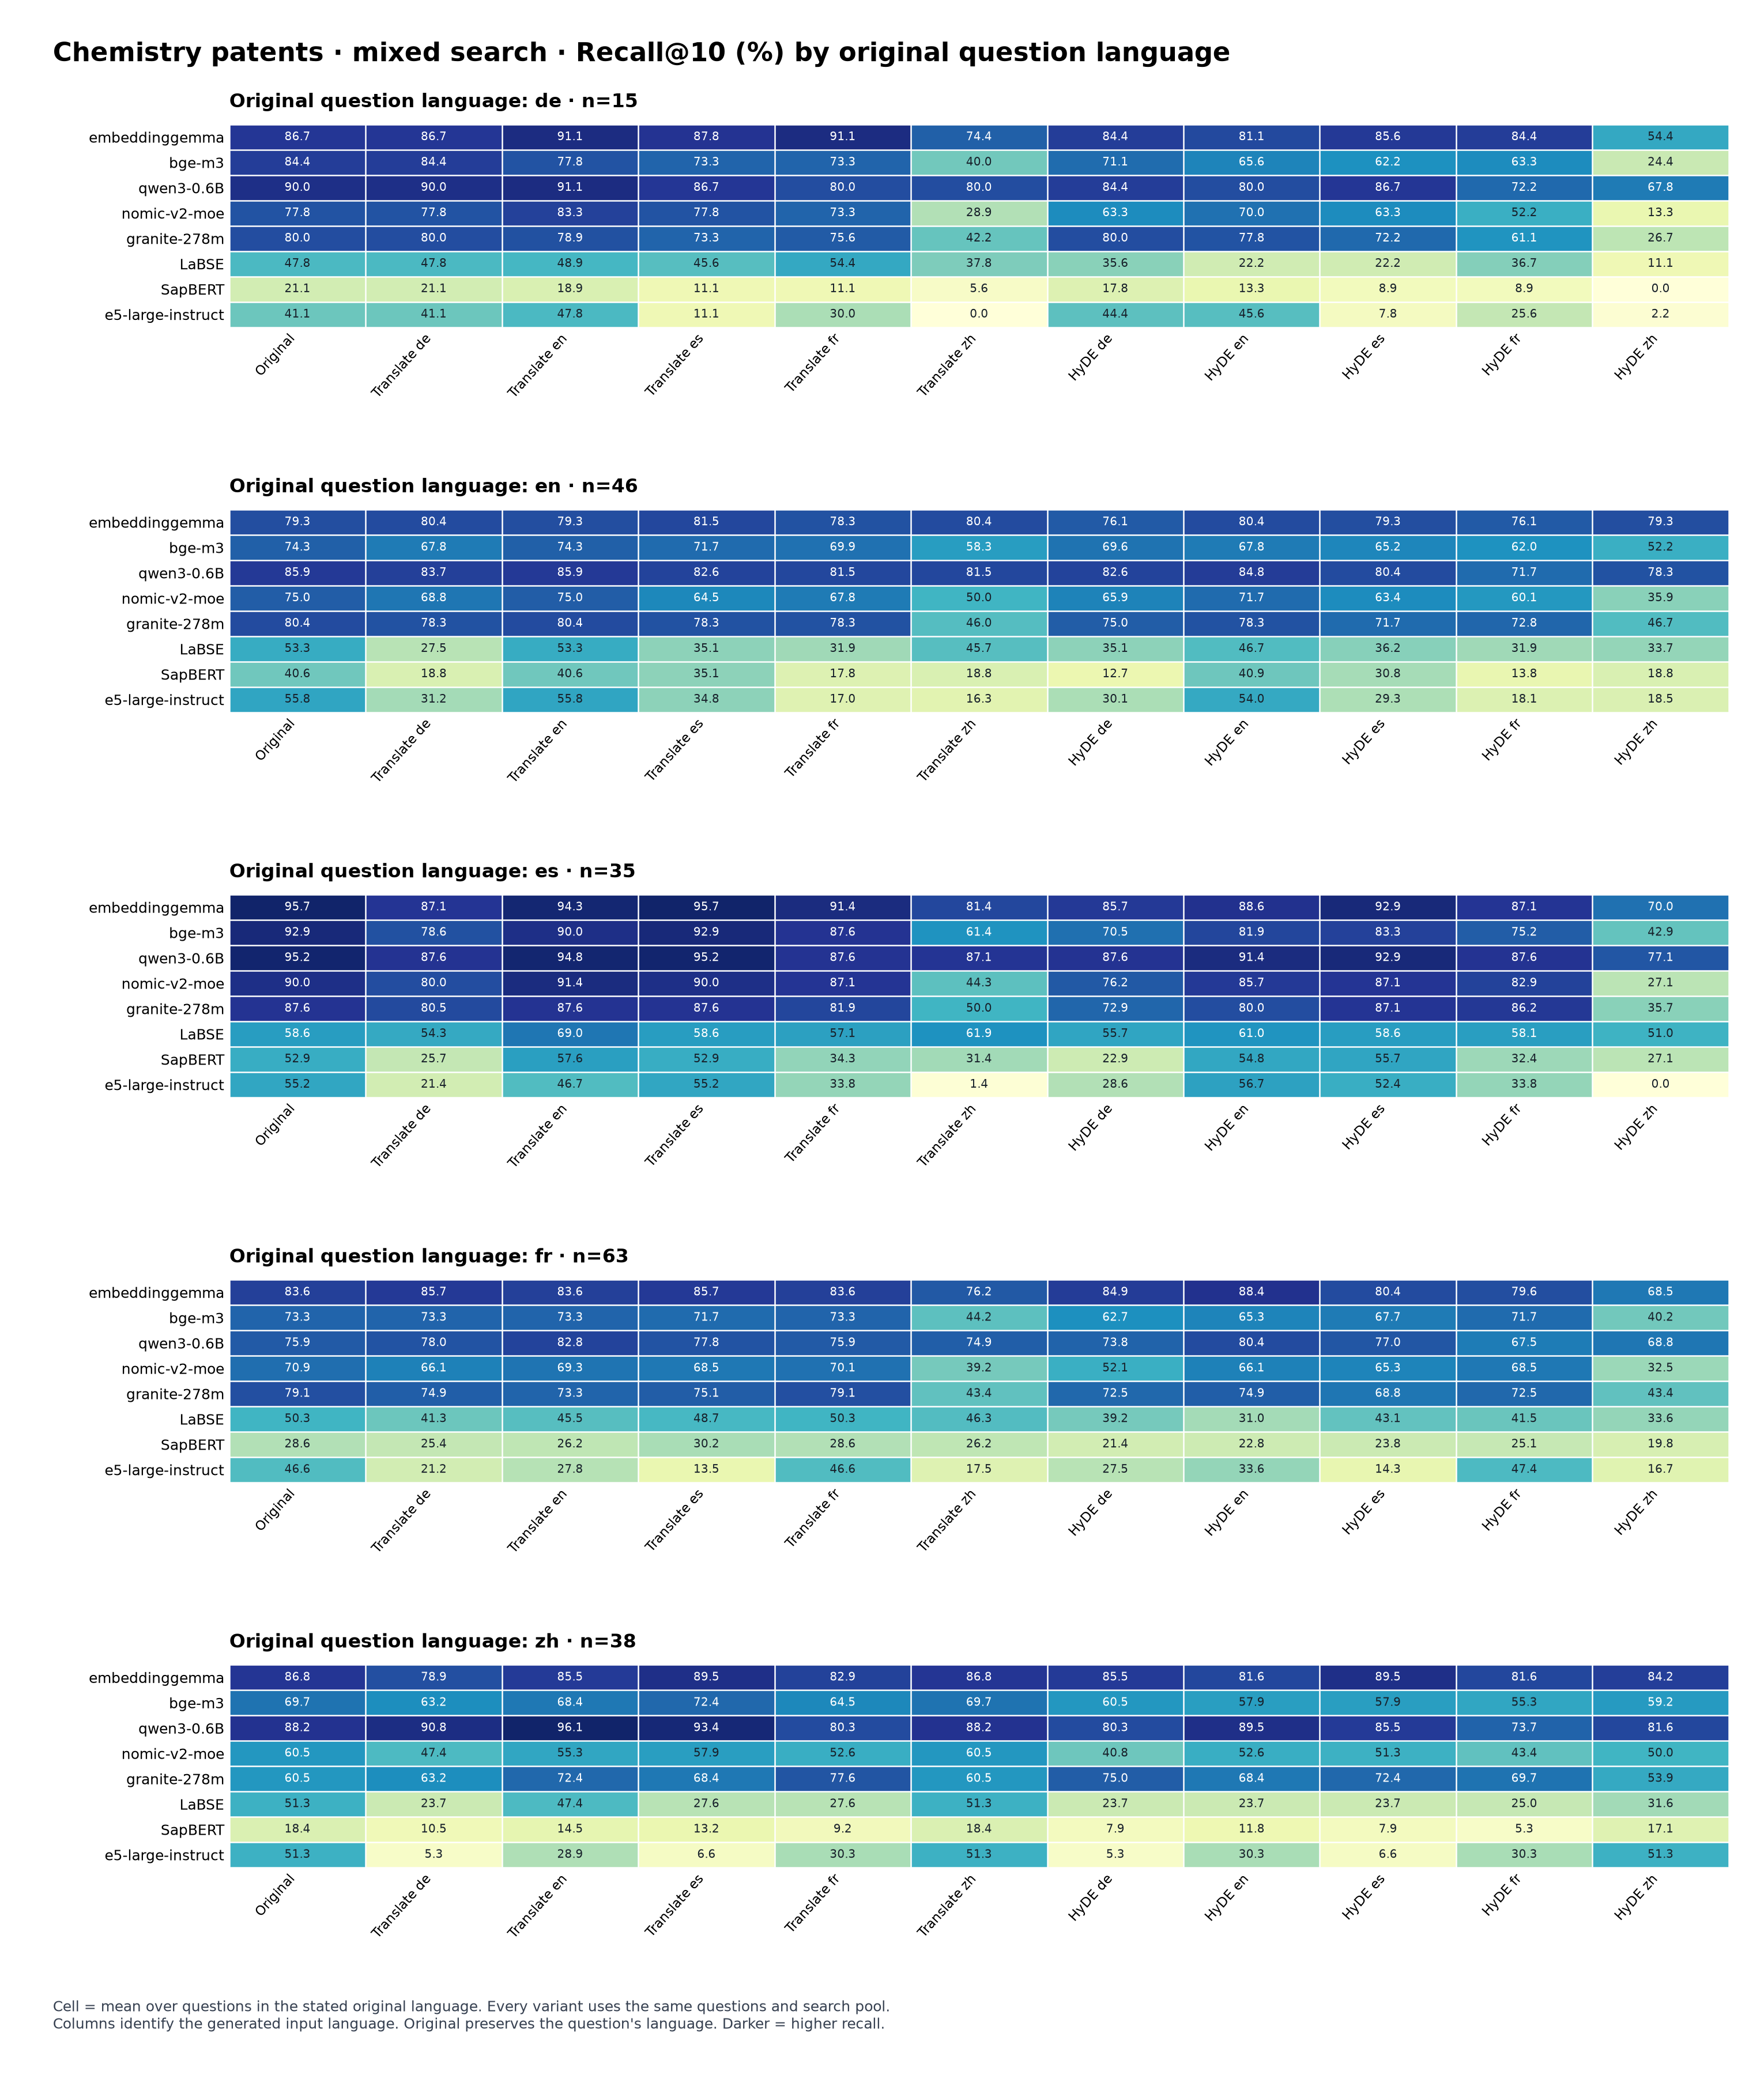 Chemistry patents · mixed search · Recall@10 (%) by original question language
Original question language: de · n=15
embeddinggemma 86.7 86.7 91.1 87.8 91.1 74.4 84.4 81.1 85.6 84.4 54.4
bge-m3 84.4 84.4 77.8 73.3 73.3 40.0 71.1 65.6 62.2 63.3 24.4
qwen3-0.6B 90.0 90.0 91.1 86.7 80.0 80.0 84.4 80.0 86.7 72.2 67.8
nomic-v2-moe 77.8 77.8 83.3 77.8 73.3 28.9 63.3 70.0 63.3 52.2 13.3
granite-278m 80.0 80.0 78.9 73.3 75.6 42.2 80.0 77.8 72.2 61.1 26.7
LaBSE 47.8 47.8 48.9 45.6 54.4 37.8 35.6 22.2 22.2 36.7 11.1
SapBERT 21.1 21.1 18.9 11.1 11.1 5.6 17.8 13.3 8.9 8.9 0.0
e5-large-instruct 41.1 41.1 47.8 11.1 30.0 0.0 44.4 45.6 7.8 25.6 2.2
Original Translate de Translate en Translate es Translate fr Translate zh HyDE de HyDE en HyDE es HyDE fr HyDE zh
Original question language: en · n=46
embeddinggemma 79.3 80.4 79.3 81.5 78.3 80.4 76.1 80.4 79.3 76.1 79.3
bge-m3 74.3 67.8 74.3 71.7 69.9 58.3 69.6 67.8 65.2 62.0 52.2
qwen3-0.6B 85.9 83.7 85.9 82.6 81.5 81.5 82.6 84.8 80.4 71.7 78.3
nomic-v2-moe 75.0 68.8 75.0 64.5 67.8 50.0 65.9 71.7 63.4 60.1 35.9
granite-278m 80.4 78.3 80.4 78.3 78.3 46.0 75.0 78.3 71.7 72.8 46.7
LaBSE 53.3 27.5 53.3 35.1 31.9 45.7 35.1 46.7 36.2 31.9 33.7
SapBERT 40.6 18.8 40.6 35.1 17.8 18.8 12.7 40.9 30.8 13.8 18.8
e5-large-instruct 55.8 31.2 55.8 34.8 17.0 16.3 30.1 54.0 29.3 18.1 18.5
Original Translate de Translate en Translate es Translate fr Translate zh HyDE de HyDE en HyDE es HyDE fr HyDE zh
Original question language: es · n=35
embeddinggemma 95.7 87.1 94.3 95.7 91.4 81.4 85.7 88.6 92.9 87.1 70.0
bge-m3 92.9 78.6 90.0 92.9 87.6 61.4 70.5 81.9 83.3 75.2 42.9
qwen3-0.6B 95.2 87.6 94.8 95.2 87.6 87.1 87.6 91.4 92.9 87.6 77.1
nomic-v2-moe 90.0 80.0 91.4 90.0 87.1 44.3 76.2 85.7 87.1 82.9 27.1
granite-278m 87.6 80.5 87.6 87.6 81.9 50.0 72.9 80.0 87.1 86.2 35.7
LaBSE 58.6 54.3 69.0 58.6 57.1 61.9 55.7 61.0 58.6 58.1 51.0
SapBERT 52.9 25.7 57.6 52.9 34.3 31.4 22.9 54.8 55.7 32.4 27.1
e5-large-instruct 55.2 21.4 46.7 55.2 33.8 1.4 28.6 56.7 52.4 33.8 0.0
Original Translate de Translate en Translate es Translate fr Translate zh HyDE de HyDE en HyDE es HyDE fr HyDE zh
Original question language: fr · n=63
embeddinggemma 83.6 85.7 83.6 85.7 83.6 76.2 84.9 88.4 80.4 79.6 68.5
bge-m3 73.3 73.3 73.3 71.7 73.3 44.2 62.7 65.3 67.7 71.7 40.2
qwen3-0.6B 75.9 78.0 82.8 77.8 75.9 74.9 73.8 80.4 77.0 67.5 68.8
nomic-v2-moe 70.9 66.1 69.3 68.5 70.1 39.2 52.1 66.1 65.3 68.5 32.5
granite-278m 79.1 74.9 73.3 75.1 79.1 43.4 72.5 74.9 68.8 72.5 43.4
LaBSE 50.3 41.3 45.5 48.7 50.3 46.3 39.2 31.0 43.1 41.5 33.6
SapBERT 28.6 25.4 26.2 30.2 28.6 26.2 21.4 22.8 23.8 25.1 19.8
e5-large-instruct 46.6 21.2 27.8 13.5 46.6 17.5 27.5 33.6 14.3 47.4 16.7
Original Translate de Translate en Translate es Translate fr Translate zh HyDE de HyDE en HyDE es HyDE fr HyDE zh
Original question language: zh · n=38
embeddinggemma 86.8 78.9 85.5 89.5 82.9 86.8 85.5 81.6 89.5 81.6 84.2
bge-m3 69.7 63.2 68.4 72.4 64.5 69.7 60.5 57.9 57.9 55.3 59.2
qwen3-0.6B 88.2 90.8 96.1 93.4 80.3 88.2 80.3 89.5 85.5 73.7 81.6
nomic-v2-moe 60.5 47.4 55.3 57.9 52.6 60.5 40.8 52.6 51.3 43.4 50.0
granite-278m 60.5 63.2 72.4 68.4 77.6 60.5 75.0 68.4 72.4 69.7 53.9
LaBSE 51.3 23.7 47.4 27.6 27.6 51.3 23.7 23.7 23.7 25.0 31.6
SapBERT 18.4 10.5 14.5 13.2 9.2 18.4 7.9 11.8 7.9 5.3 17.1
e5-large-instruct 51.3 5.3 28.9 6.6 30.3 51.3 5.3 30.3 6.6 30.3 51.3
Original Translate de Translate en Translate es Translate fr Translate zh HyDE de HyDE en HyDE es HyDE fr HyDE zh
Cell = mean over questions in the stated original language. Every variant uses the same questions and search pool.
Columns identify the generated input language. Original preserves the question's language. Darker = higher recall.